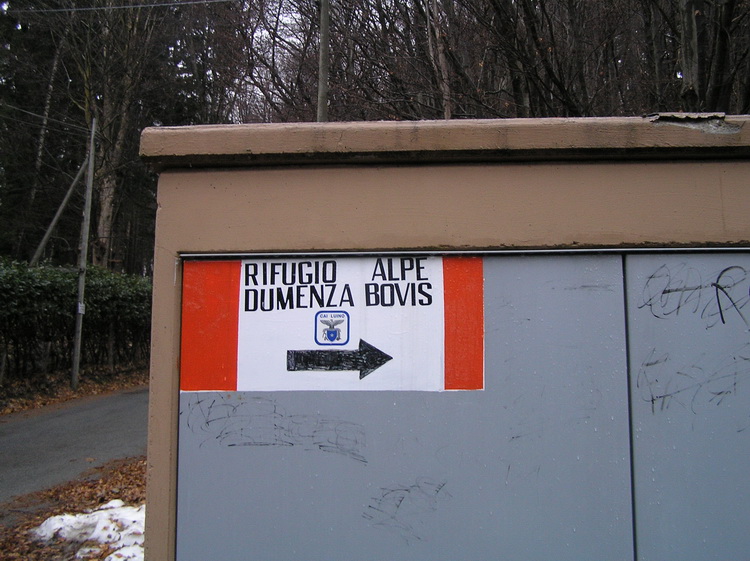 RIFUGIO ALPE
DUMENZA BOVIS
CAI LUINO